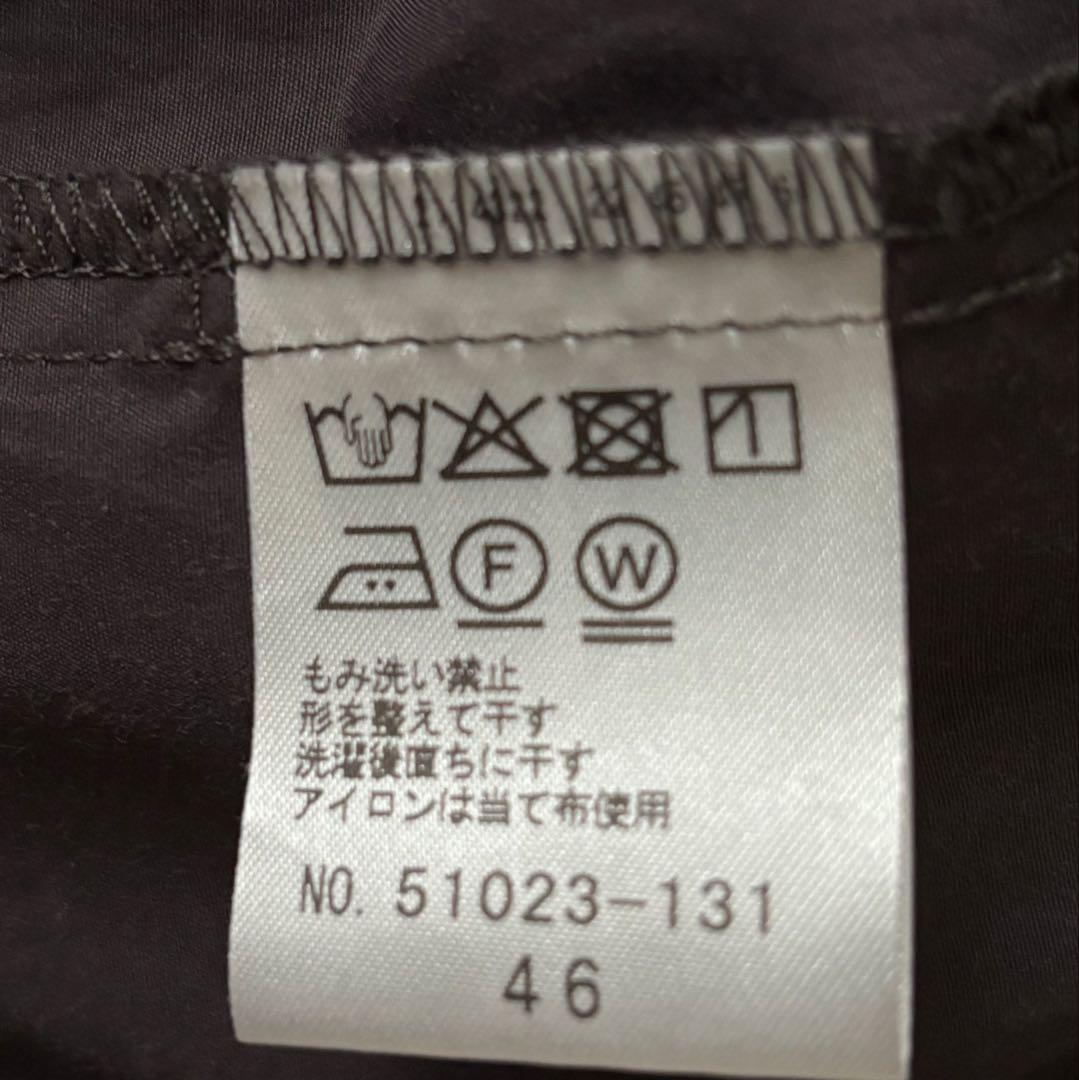 F W
もみ洗い禁止
形を整えて干す
洗濯後直ちに干す
アイロンは当て布使用
NO. 51023-131
46